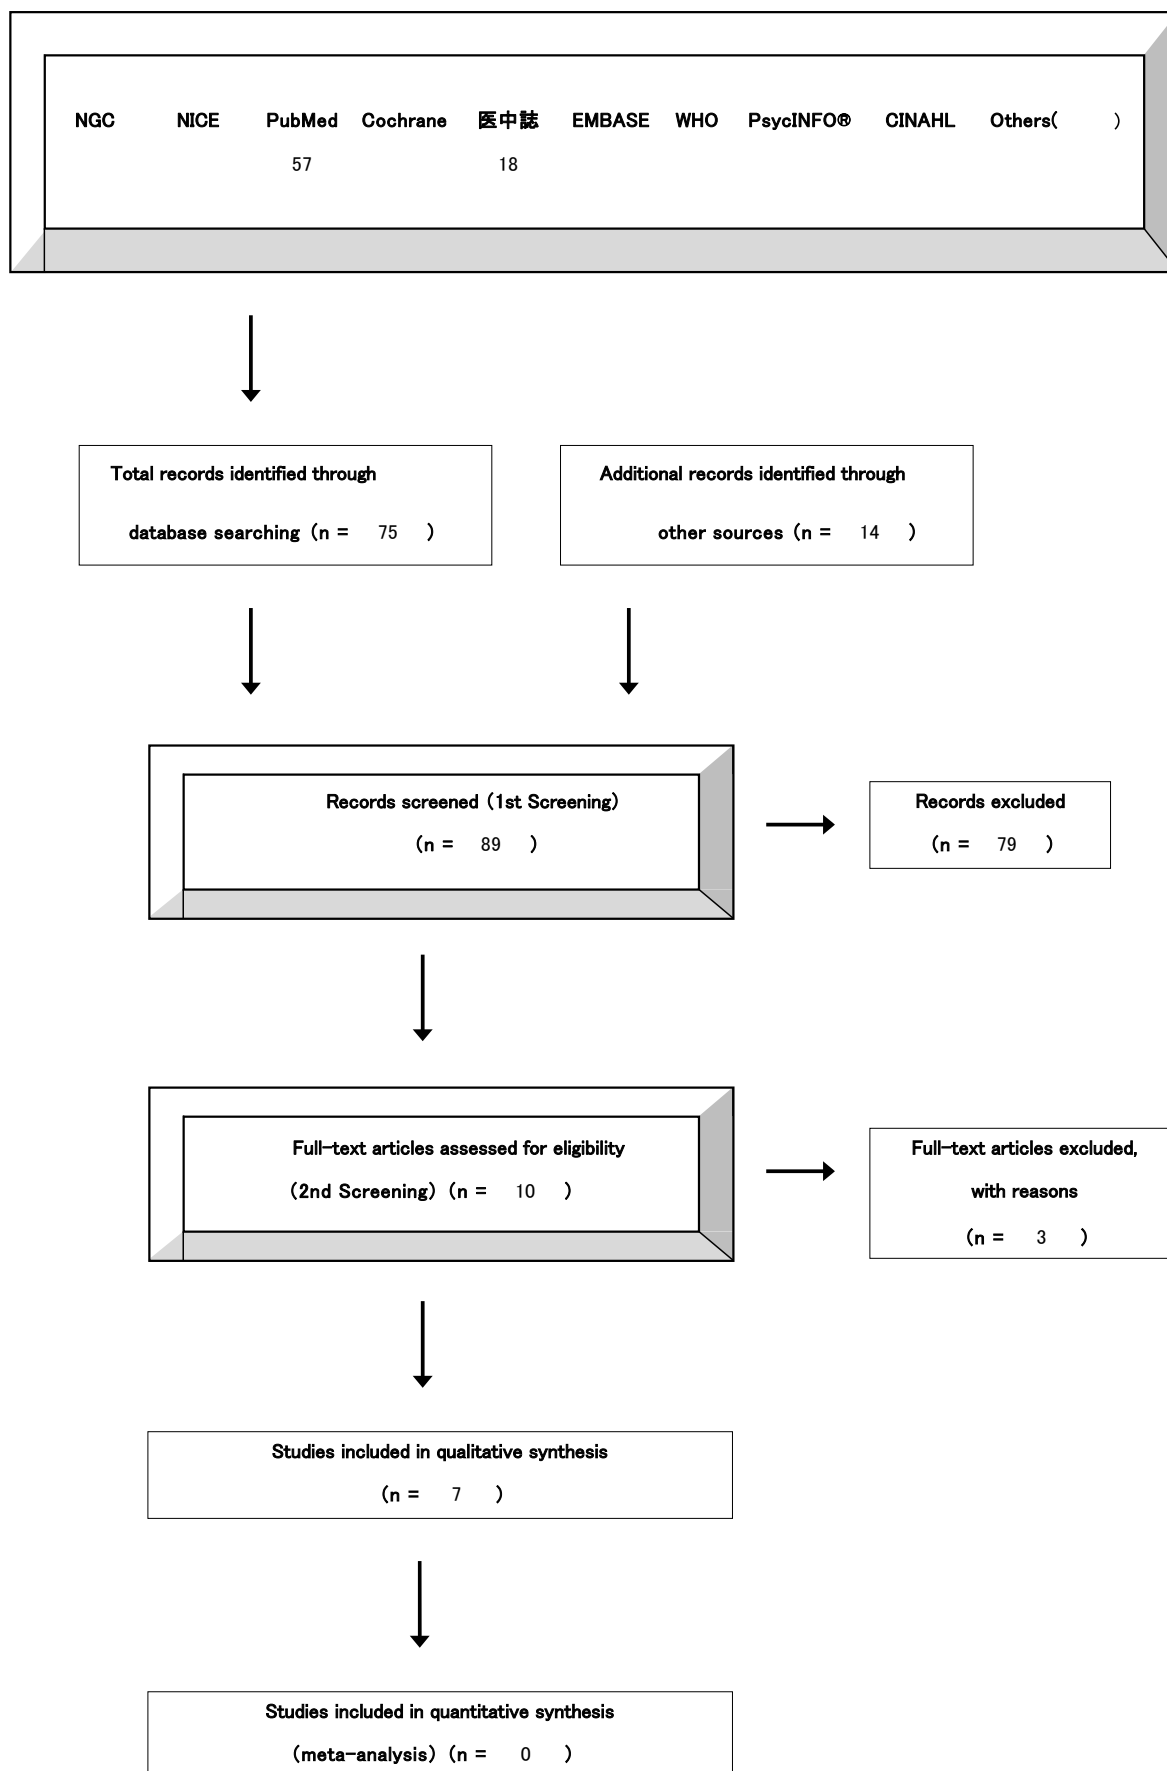 NGC NICE PubMed Cochrane 医中誌 EMBASE WHO PsycINFO® CINAHL Others( )
57 18
Total records identified through
database searching (n = 75 )
Additional records identified through
other sources (n = 14 )
Records screened (1st Screening)
(n = 89 )
Records excluded
(n = 79 )
Full-text articles assessed for eligibility
(2nd Screening) (n = 10 )
Full-text articles excluded,
with reasons
(n = 3 )
Studies included in qualitative synthesis
(n = 7 )
Studies included in quantitative synthesis
(meta-analysis) (n = 0 )